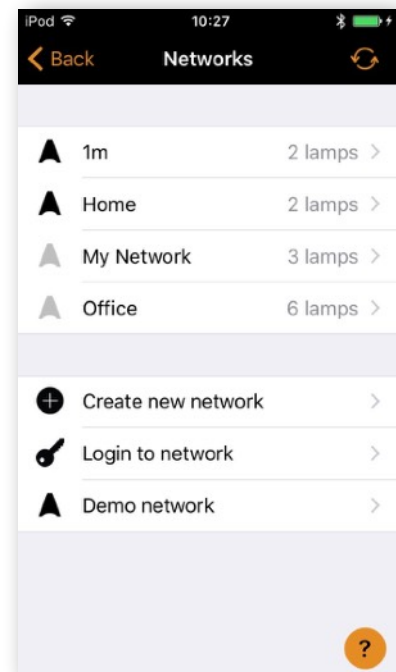 iPod 10:27
Back Networks
1m 2 lamps
Home 2 lamps
My Network 3 lamps
Office 6 lamps
Create new network
Login to network
Demo network
?